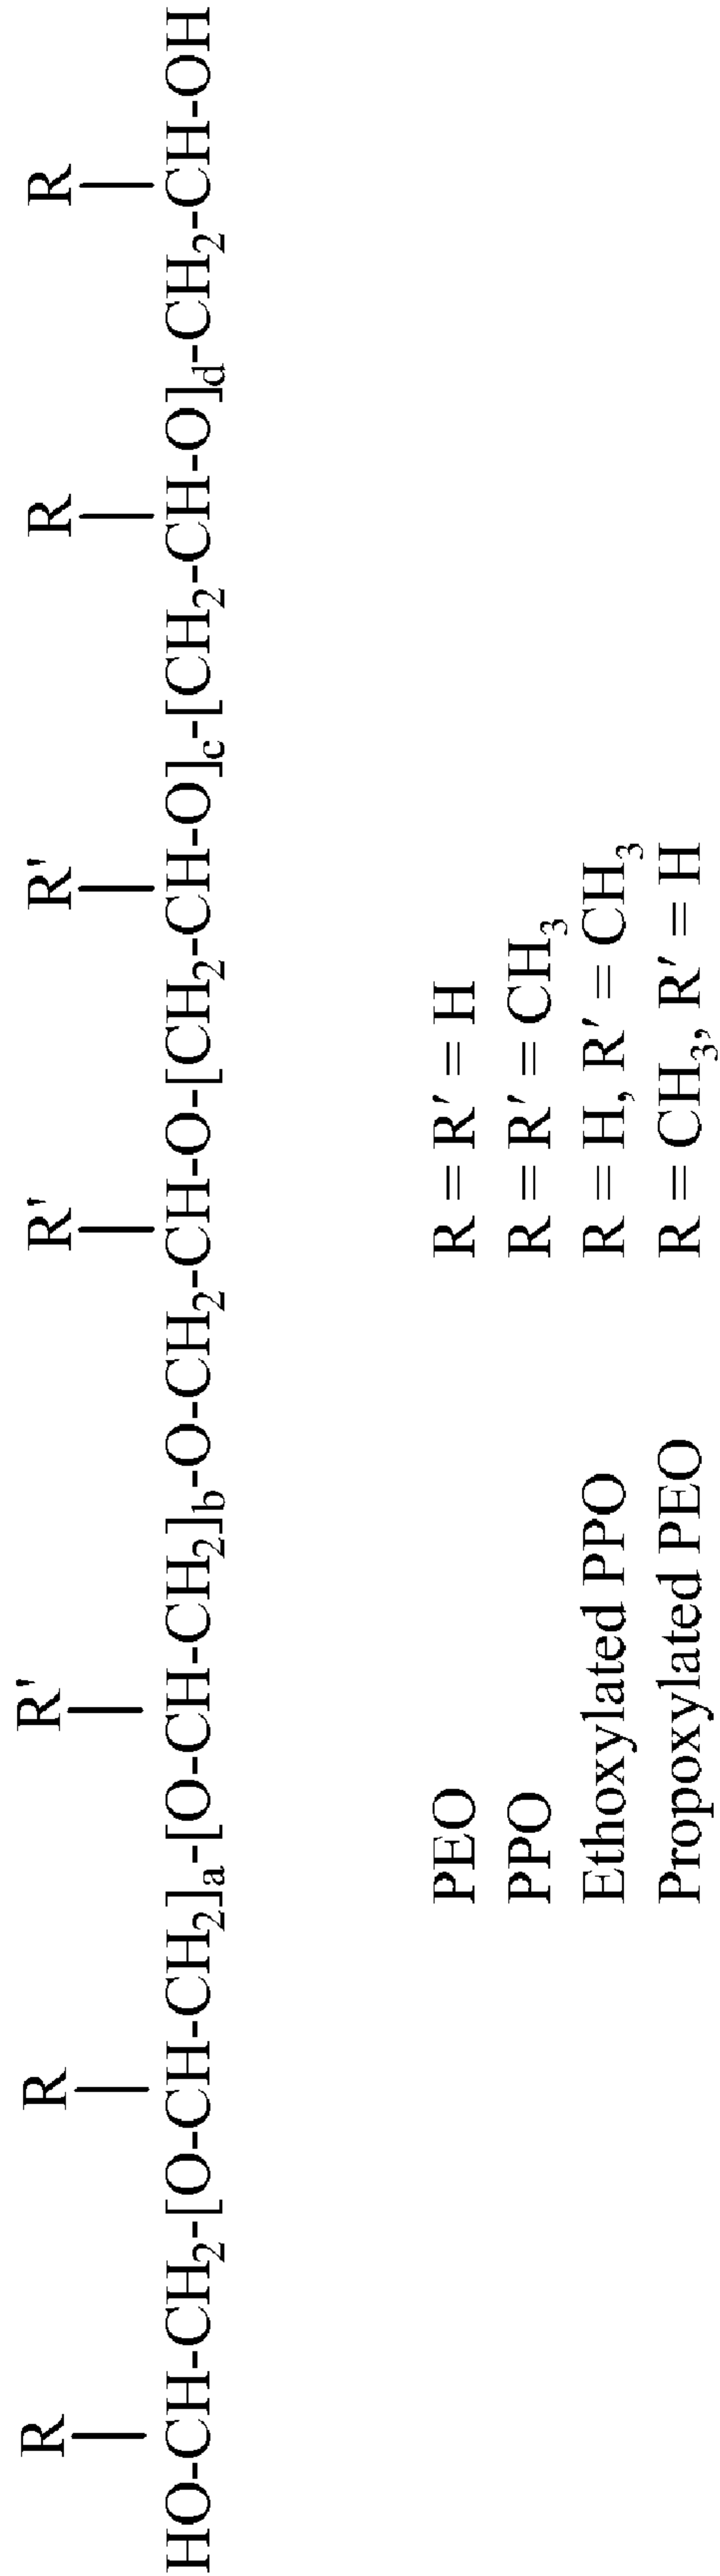 R R R' R' R' R R
HO-CH-CH₂-[O-CH-CH₂]ₐ-[O-CH-CH₂]b-O-CH₂-CH-O-[CH₂-CH-O]c-[CH₂-CH-O]d-CH₂-CH-OH
PEO R = R' = H
PPO R = R' = CH₃
Ethoxylated PPO R = H, R' = CH₃
Propoxylated PEO R = CH₃, R' = H